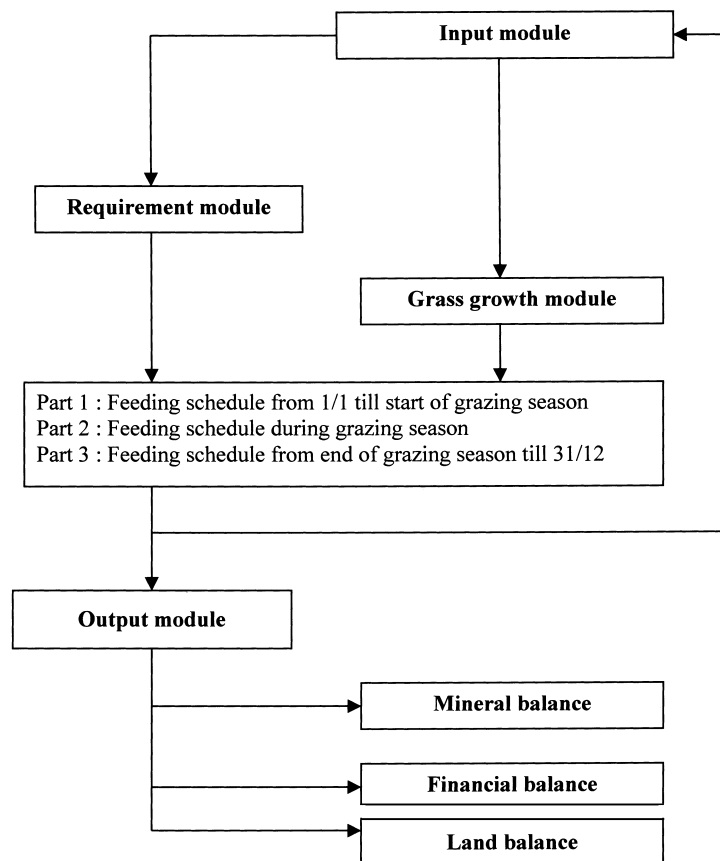 Input module
Requirement module
Grass growth module
Part 1 : Feeding schedule from 1/1 till start of grazing season
Part 2 : Feeding schedule during grazing season
Part 3 : Feeding schedule from end of grazing season till 31/12
Output module
Mineral balance
Financial balance
Land balance